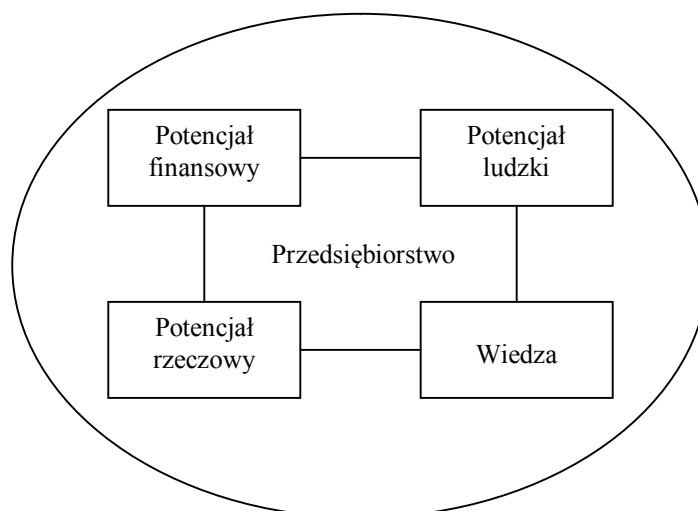 Potencjał
finansowy
Potencjał
ludzki
Przedsiębiorstwo
Potencjał
rzeczowy
Wiedza